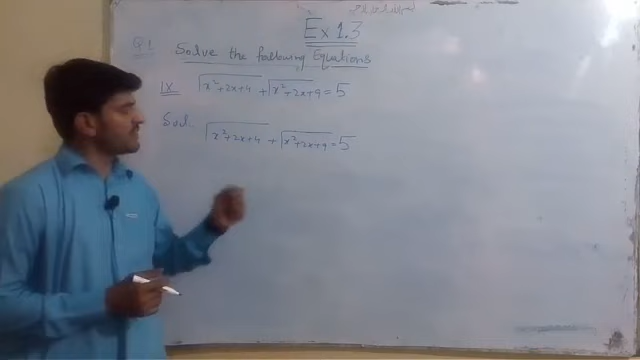 Ex 1.3
Q1 Solve the following Equations
IX √x²+2x+4 + √x²+2x+9 = 5
Sol. √x²+2x+4 + √x²+2x+9 = 5